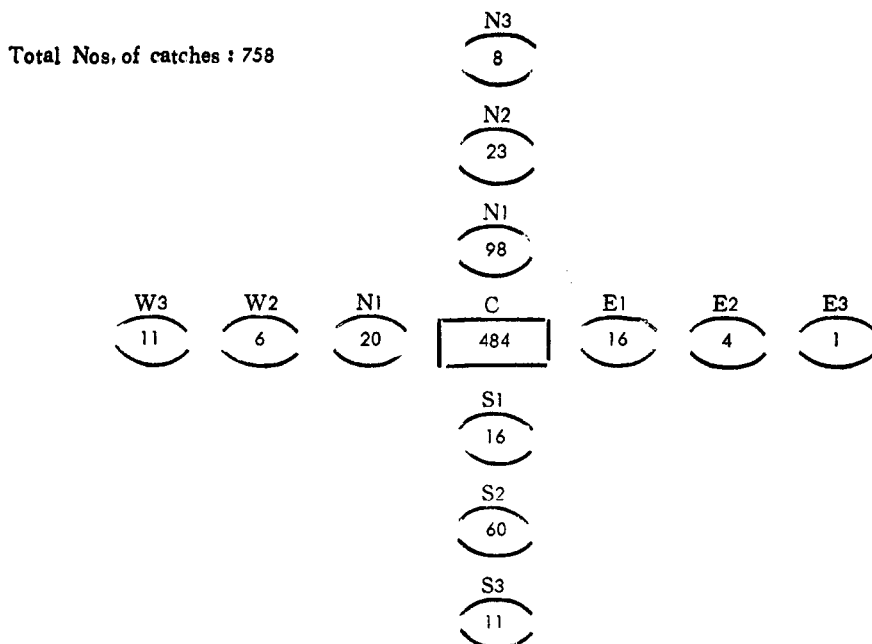 N3
Total Nos, of catches : 758
8
N2
23
N1
98
W3 W2 N1 C E1 E2 E3
11 6 20 484 16 4 1
S1
16
S2
60
S3
11